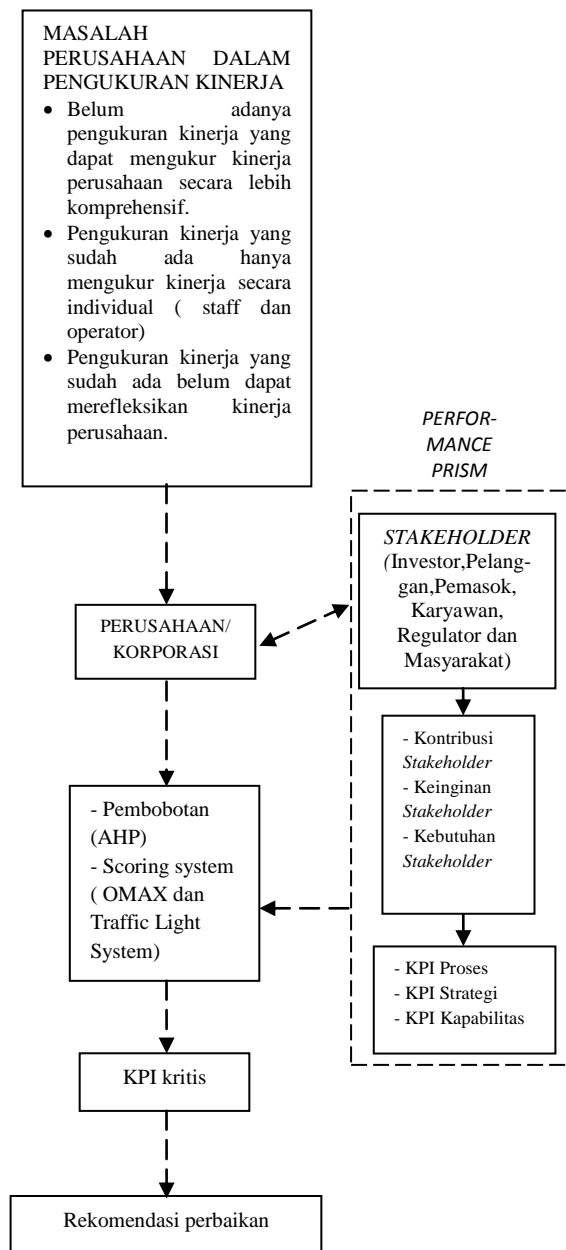 MASALAH
PERUSAHAAN DALAM
PENGUKURAN KINERJA
• Belum adanya
pengukuran kinerja yang
dapat mengukur kinerja
perusahaan secara lebih
komprehensif.
• Pengukuran kinerja yang
sudah ada hanya
mengukur kinerja secara
individual ( staff dan
operator)
• Pengukuran kinerja yang
sudah ada belum dapat
merefleksikan kinerja
perusahaan.
PERFOR-
MANCE
PRISM
STAKEHOLDER
(Investor,Pelang-
gan,Pemasok,
Karyawan,
Regulator dan
Masyarakat)
PERUSAHAAN/
KORPORASI
- Kontribusi
Stakeholder
- Keinginan
Stakeholder
- Kebutuhan
Stakeholder
- Pembobotan
(AHP)
- Scoring system
( OMAX dan
Traffic Light
System)
- KPI Proses
- KPI Strategi
- KPI Kapabilitas
KPI kritis
Rekomendasi perbaikan